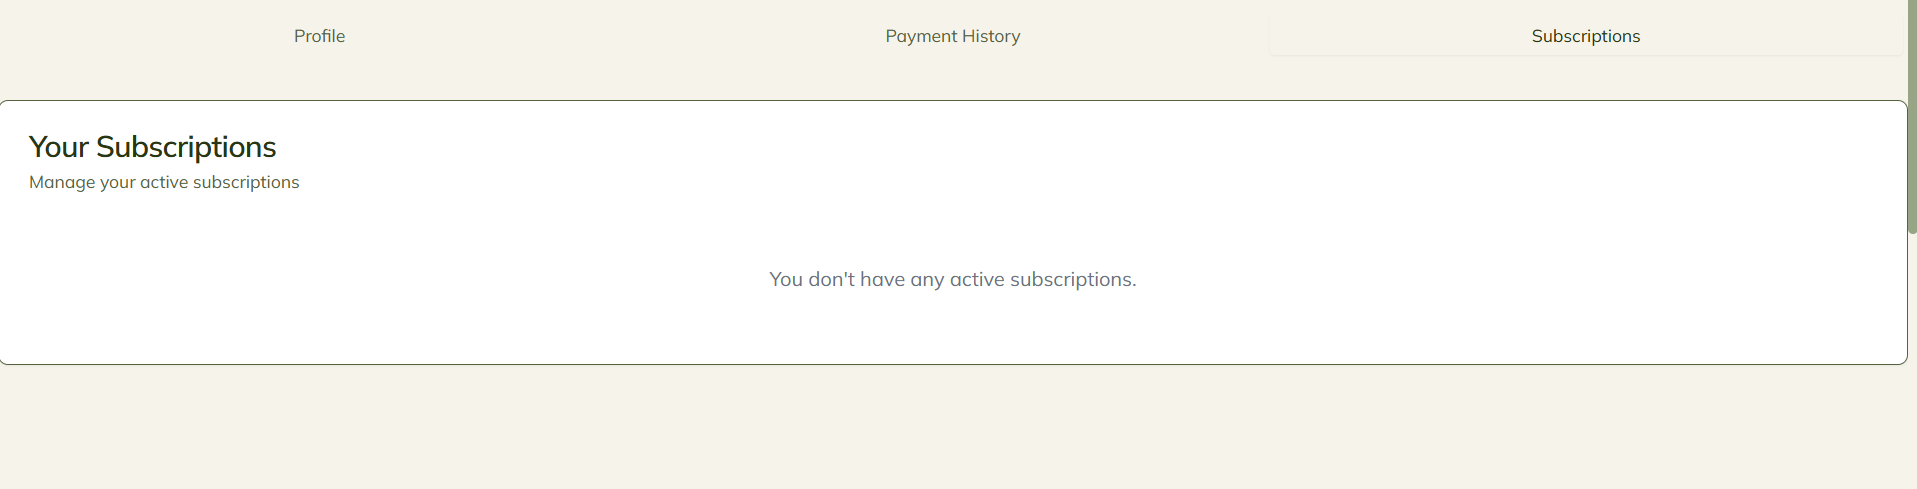 Profile
Payment History
Subscriptions
Your Subscriptions
Manage your active subscriptions
You don't have any active subscriptions.